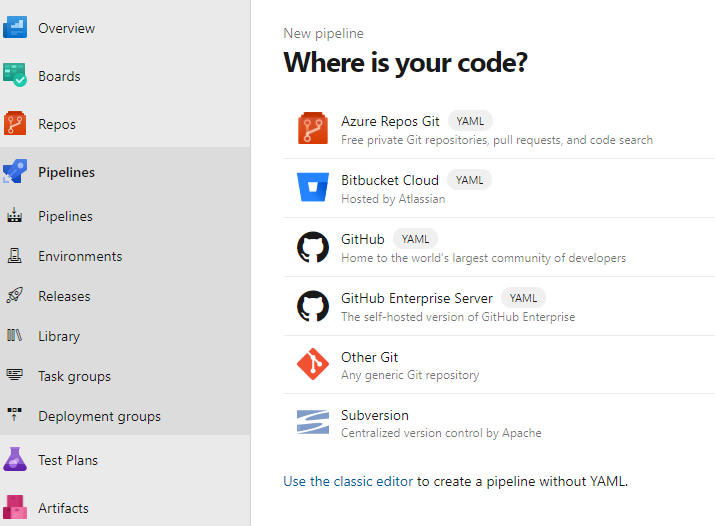 Overview
Boards
Repos
Pipelines
Pipelines
Environments
Releases
Library
Task groups
Deployment groups
Test Plans
Artifacts
New pipeline
Where is your code?
Azure Repos Git YAML
Free private Git repositories, pull requests, and code search
Bitbucket Cloud YAML
Hosted by Atlassian
GitHub YAML
Home to the world's largest community of developers
GitHub Enterprise Server YAML
The self-hosted version of GitHub Enterprise
Other Git
Any generic Git repository
Subversion
Centralized version control by Apache
Use the classic editor to create a pipeline without YAML.